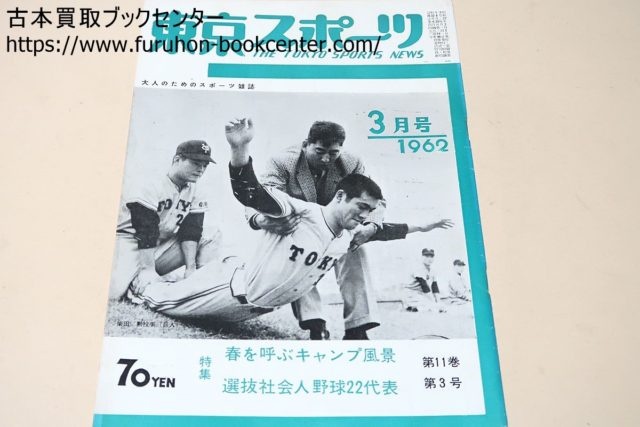 古本買取ブックセンター
https://www.furuhon-bookcenter.com/
東京スポーツ
THE TOKYO SPORTS NEWS
大人のためのスポーツ雑誌
3月号
1962
TOKY
特集
春を呼ぶキャンプ風景
選抜社会人野球22代表
第11巻
第3号
70YEN